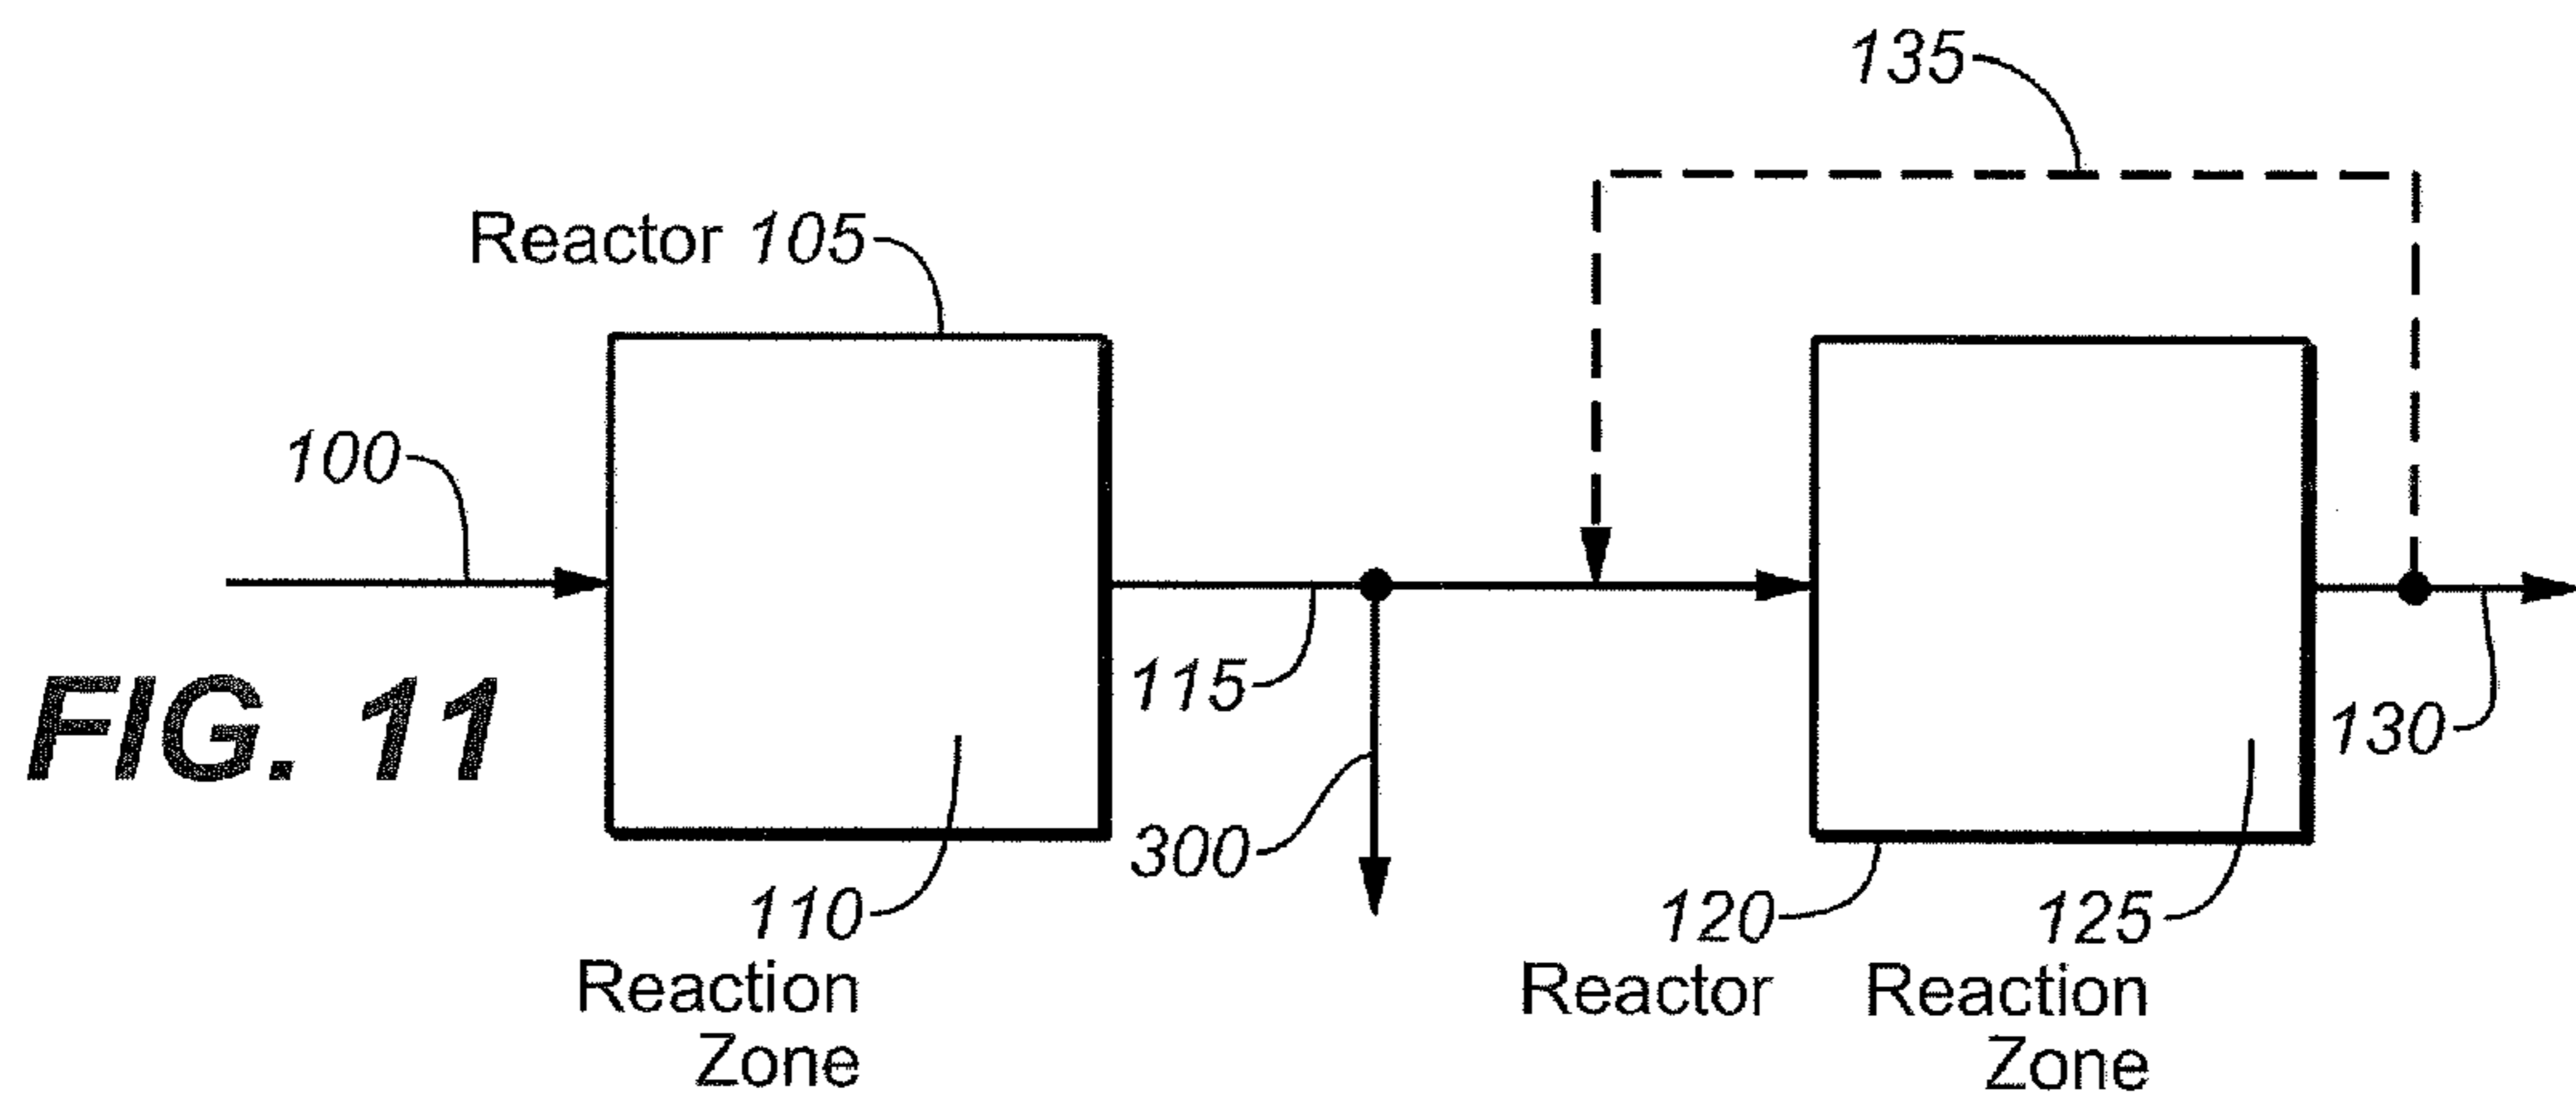 135
Reactor 105
100
FIG. 11
115
130
300
110
Reaction
Zone
120
Reactor
125
Reaction
Zone